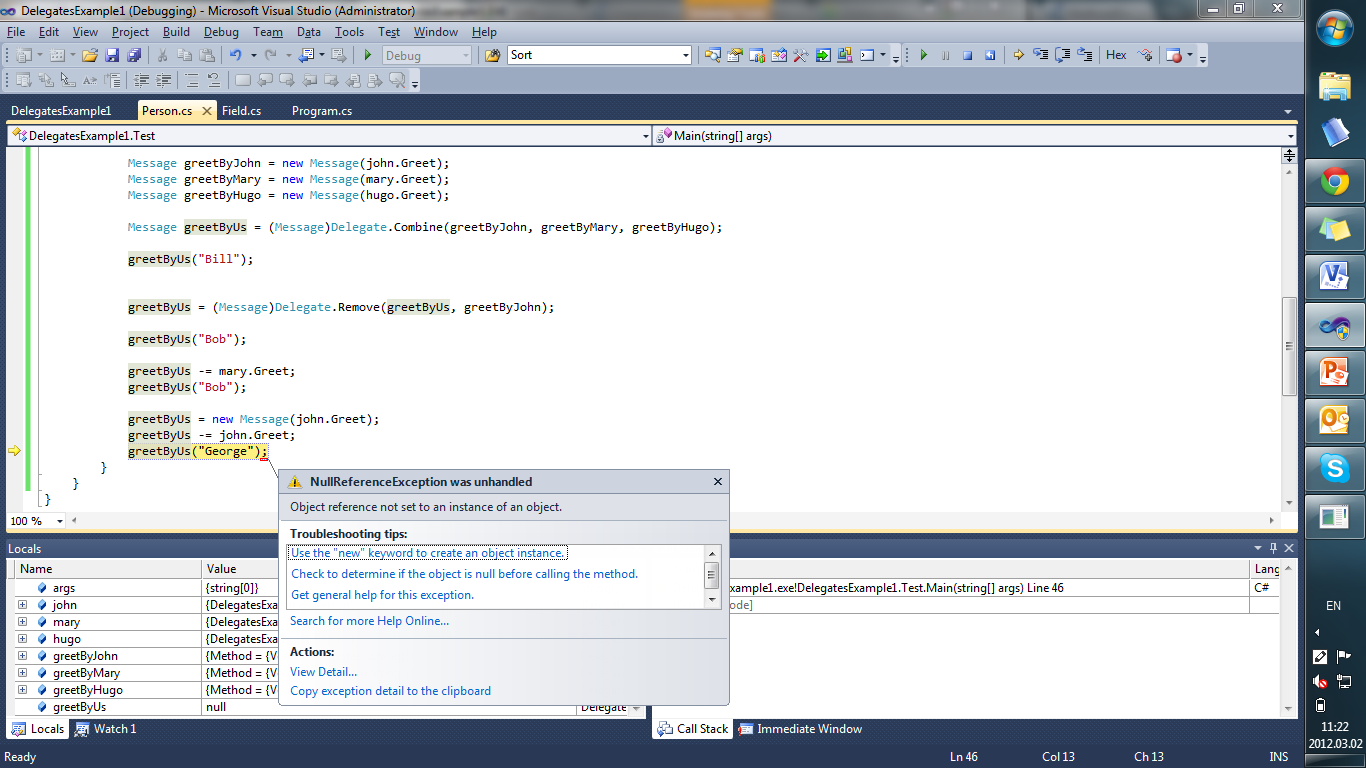 DelegatesExample1 (Debugging) - Microsoft Visual Studio (Administrator)
File Edit View Project Build Debug Team Data Tools Test Window Help
Debug Sort Hex
DelegatesExample1 Person.cs Field.cs Program.cs
DelegatesExample1.Test Main(string[] args)
Message greetByJohn = new Message(john.Greet);
Message greetByMary = new Message(mary.Greet);
Message greetByHugo = new Message(hugo.Greet);
Message greetByUs = (Message)Delegate.Combine(greetByJohn, greetByMary, greetByHugo);
greetByUs("Bill");
greetByUs = (Message)Delegate.Remove(greetByUs, greetByJohn);
greetByUs("Bob");
greetByUs -= mary.Greet;
greetByUs("Bob");
greetByUs = new Message(john.Greet);
greetByUs -= john.Greet;
greetByUs("George");
}
}
}
100 %
NullReferenceException was unhandled
Object reference not set to an instance of an object.
Troubleshooting tips:
Use the "new" keyword to create an object instance.
Check to determine if the object is null before calling the method.
Get general help for this exception.
Search for more Help Online...
Actions:
View Detail...
Copy exception detail to the clipboard
Locals
Name Value
args {string[0]}
john {DelegatesExa
mary {DelegatesExa
hugo {DelegatesExa
greetByJohn {Method = {V
greetByMary {Method = {V
greetByHugo {Method = {V
greetByUs null Delegate
Lang
example1.exe!DelegatesExample1.Test.Main(string[] args) Line 46 C#
ode]
Locals Watch 1 Call Stack Immediate Window
Ready Ln 46 Col 13 Ch 13 INS
EN
11:22
2012.03.02